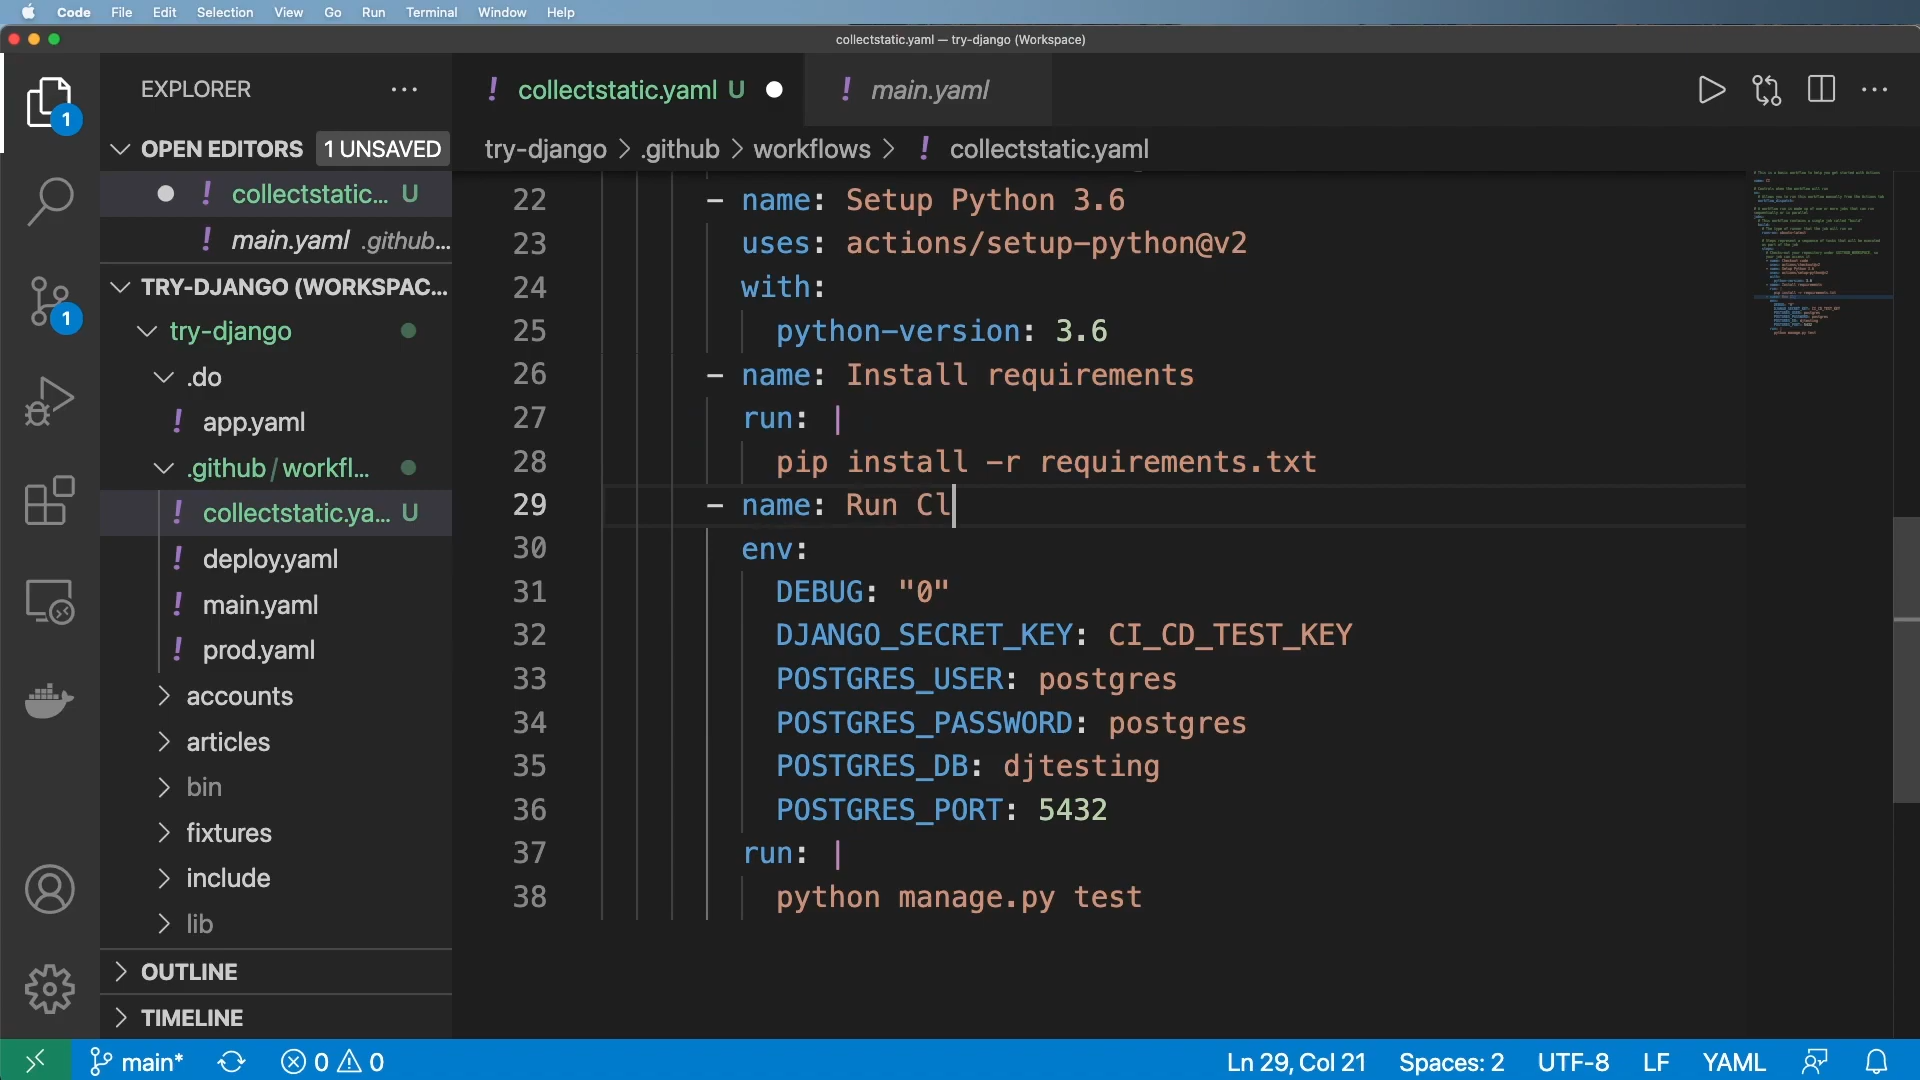 Code File Edit Selection View Go Run Terminal Window Help
collectstatic.yaml — try-django (Workspace)
EXPLORER ···
1
OPEN EDITORS 1 UNSAVED
! collectstatic... U
! main.yaml .github...
1
TRY-DJANGO (WORKSPAC...
try-django
.do
! app.yaml
.github/workfl...
! collectstatic.ya... U
! deploy.yaml
! main.yaml
! prod.yaml
accounts
articles
bin
fixtures
include
lib
OUTLINE
TIMELINE
! collectstatic.yaml U
! main.yaml
try-django > .github > workflows > ! collectstatic.yaml
22 - name: Setup Python 3.6
23 uses: actions/setup-python@v2
24 with:
25 python-version: 3.6
26 - name: Install requirements
27 run: |
28 pip install -r requirements.txt
29 - name: Run Cl
30 env:
31 DEBUG: "0"
32 DJANGO_SECRET_KEY: CI_CD_TEST_KEY
33 POSTGRES_USER: postgres
34 POSTGRES_PASSWORD: postgres
35 POSTGRES_DB: djtesting
36 POSTGRES_PORT: 5432
37 run: |
38 python manage.py test
main* 0 0 Ln 29, Col 21 Spaces: 2 UTF-8 LF YAML